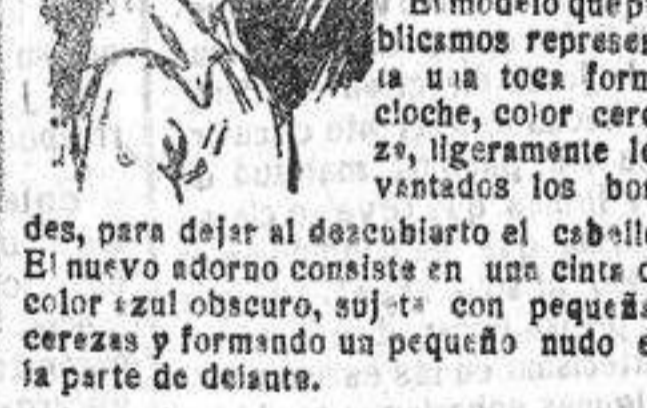 El modelo que p
blicamos represen
ta una toca form
cloche, color cere
za, ligeramente le
vantados los bor
des, para dejar al dezcubiarto el cabello
El nuevo adorno consiste en una cinta d
color azul obscuro, sujeta con pequeña
cerezas y formando un pequeño nudo e
la parte de delante.